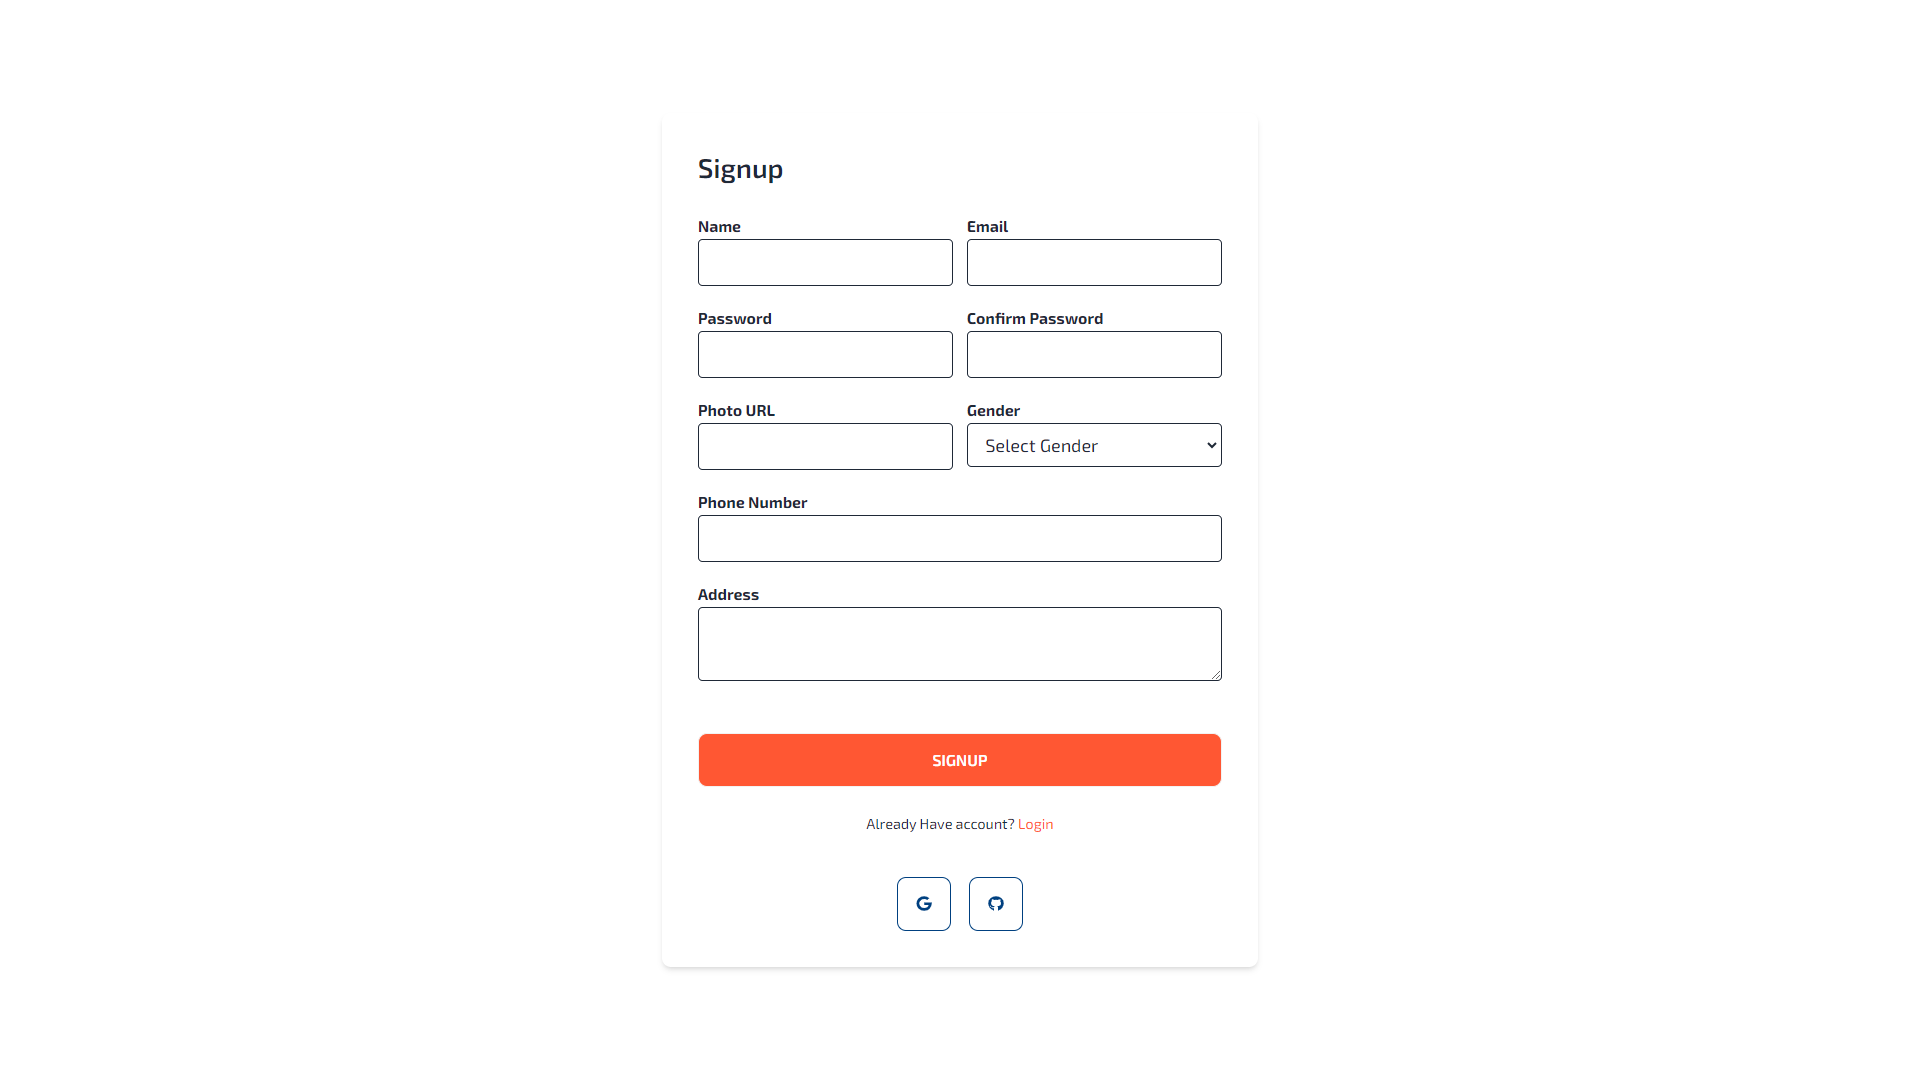 Signup
Name
Email
Password
Confirm Password
Photo URL
Gender
Select Gender
Phone Number
Address
SIGNUP
Already Have account? Login